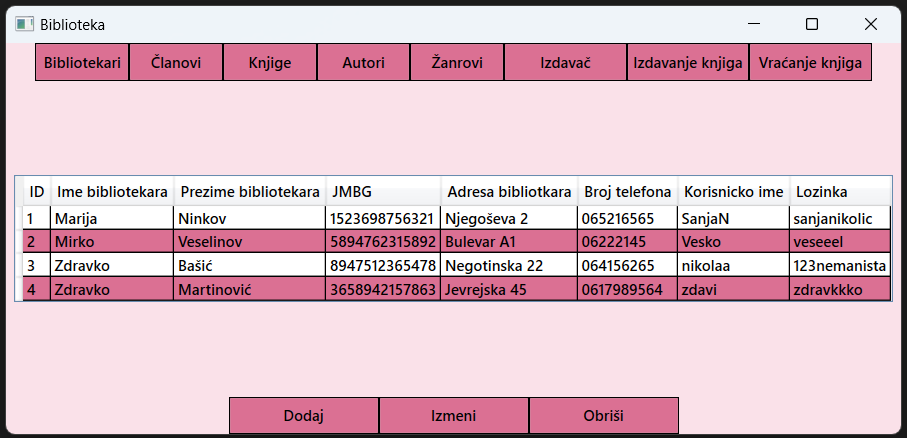 Biblioteka
Bibliotekari Članovi Knjige Autori Žanrovi Izdavač Izdavanje knjiga Vraćanje knjiga
ID Ime bibliotekara Prezime bibliotekara JMBG Adresa bibliotkara Broj telefona Korisnicko ime Lozinka
1 Marija Ninkov 1523698756321 Njegoševa 2 065216565 SanjaN sanjanikolic
2 Mirko Veselinov 5894762315892 Bulevar A1 06222145 Vesko veseeel
3 Zdravko Bašić 8947512365478 Negotinska 22 064156265 nikolaa 123nemanista
4 Zdravko Martinović 3658942157863 Jevrejska 45 0617989564 zdavi zdravkkko
Dodaj Izmeni Obriši